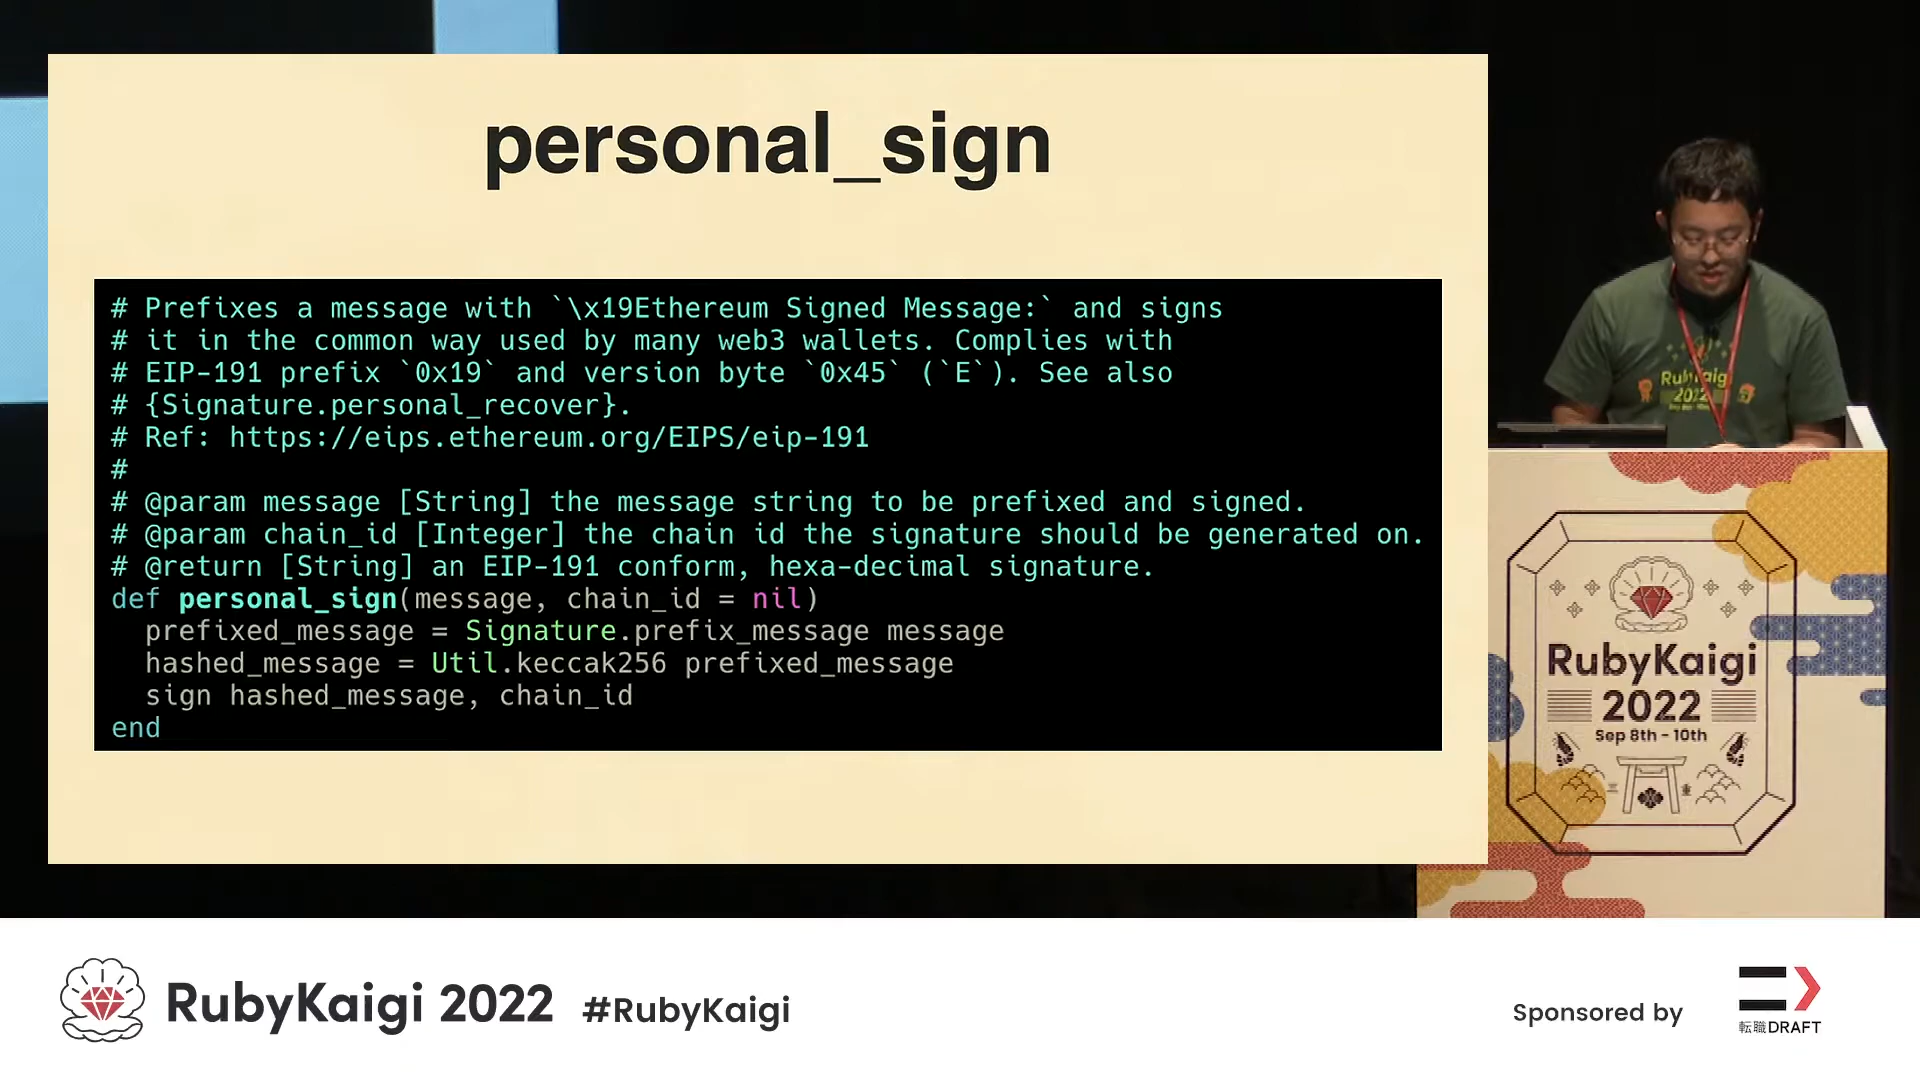 personal_sign
# Prefixes a message with `\x19Ethereum Signed Message:` and signs
# it in the common way used by many web3 wallets. Complies with
# EIP-191 prefix `0x19` and version byte `0x45` (`E`). See also
# {Signature.personal_recover}.
# Ref: https://eips.ethereum.org/EIPS/eip-191
#
# @param message [String] the message string to be prefixed and signed.
# @param chain_id [Integer] the chain id the signature should be generated on.
# @return [String] an EIP-191 conform, hexa-decimal signature.
def personal_sign(message, chain_id = nil)
  prefixed_message = Signature.prefix_message message
  hashed_message = Util.keccak256 prefixed_message
  sign hashed_message, chain_id
end
RubyKaigi
2022
RubyKaigi
2022
Sep 8th - 10th
三
重
RubyKaigi 2022 #RubyKaigi
Sponsored by
転職DRAFT